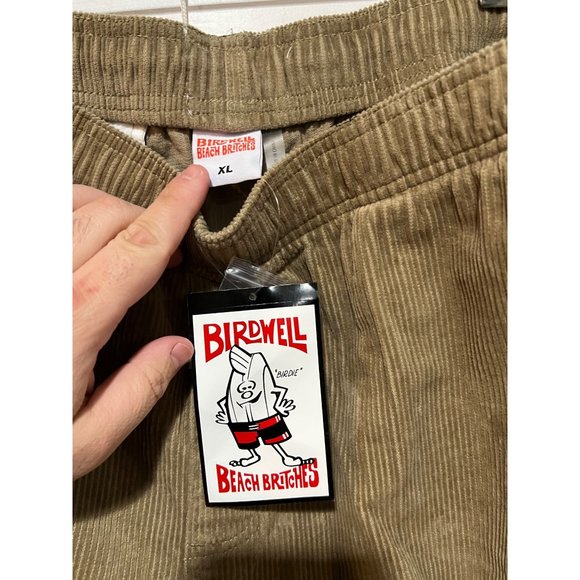 BIRDWELL
BEACH BRITCHES
XL
BIRDWELL
"BIRDIE"
BEACH BRITCHES